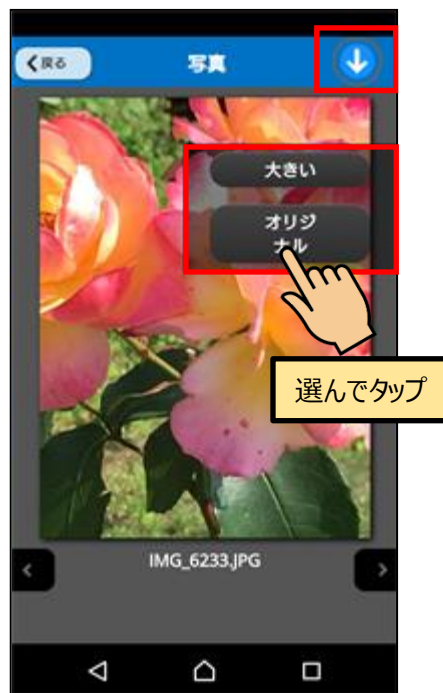 戻る
写真
大きい
オリジ
ナル
選んでタップ
IMG_6233.JPG